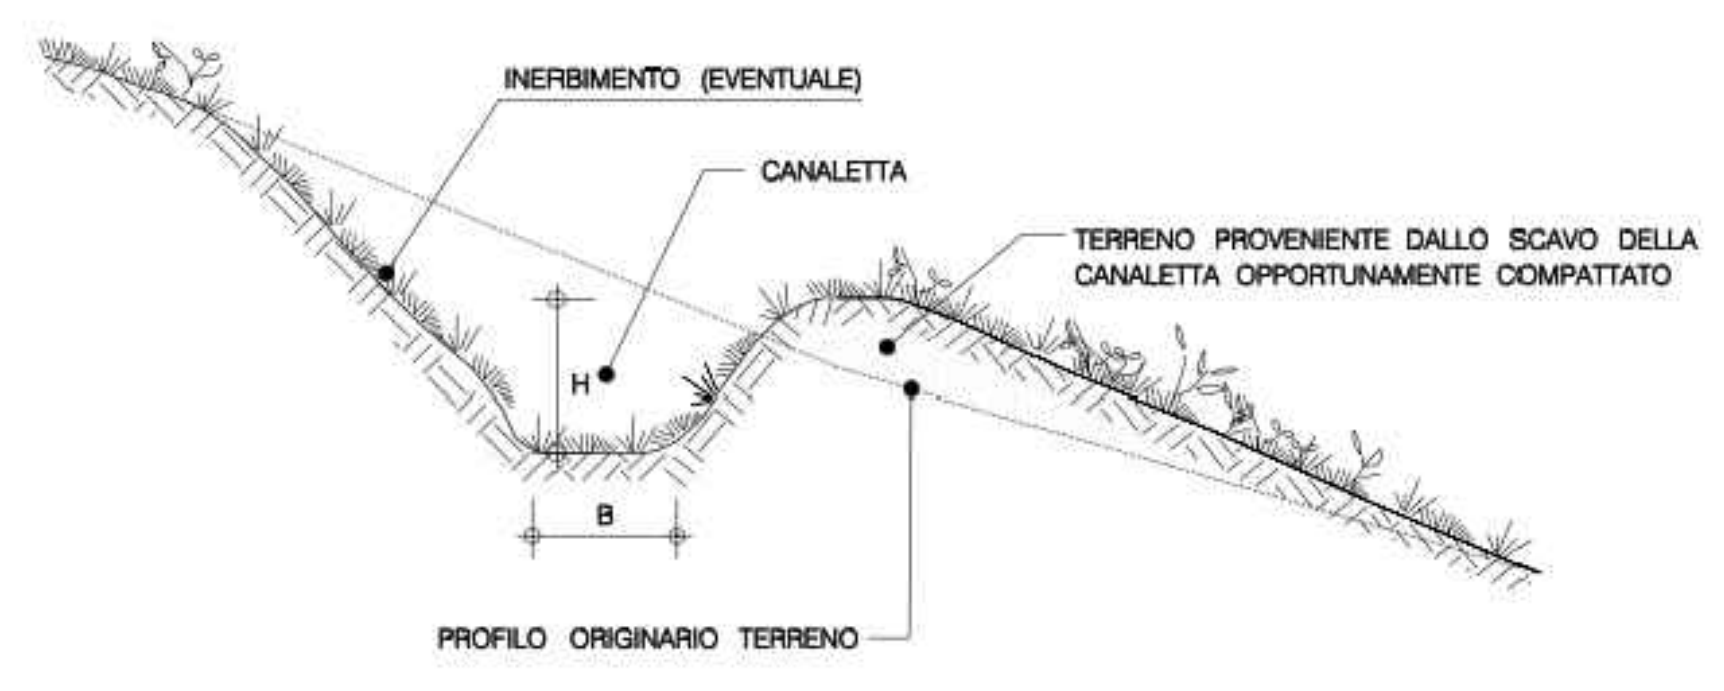 INERBIMENTO (EVENTUALE)
CANALETTA
TERRENO PROVENIENTE DALLO SCAVO DELLA
CANALETTA OPPORTUNAMENTE COMPATTATO
H
B
PROFILO ORIGINARIO TERRENO